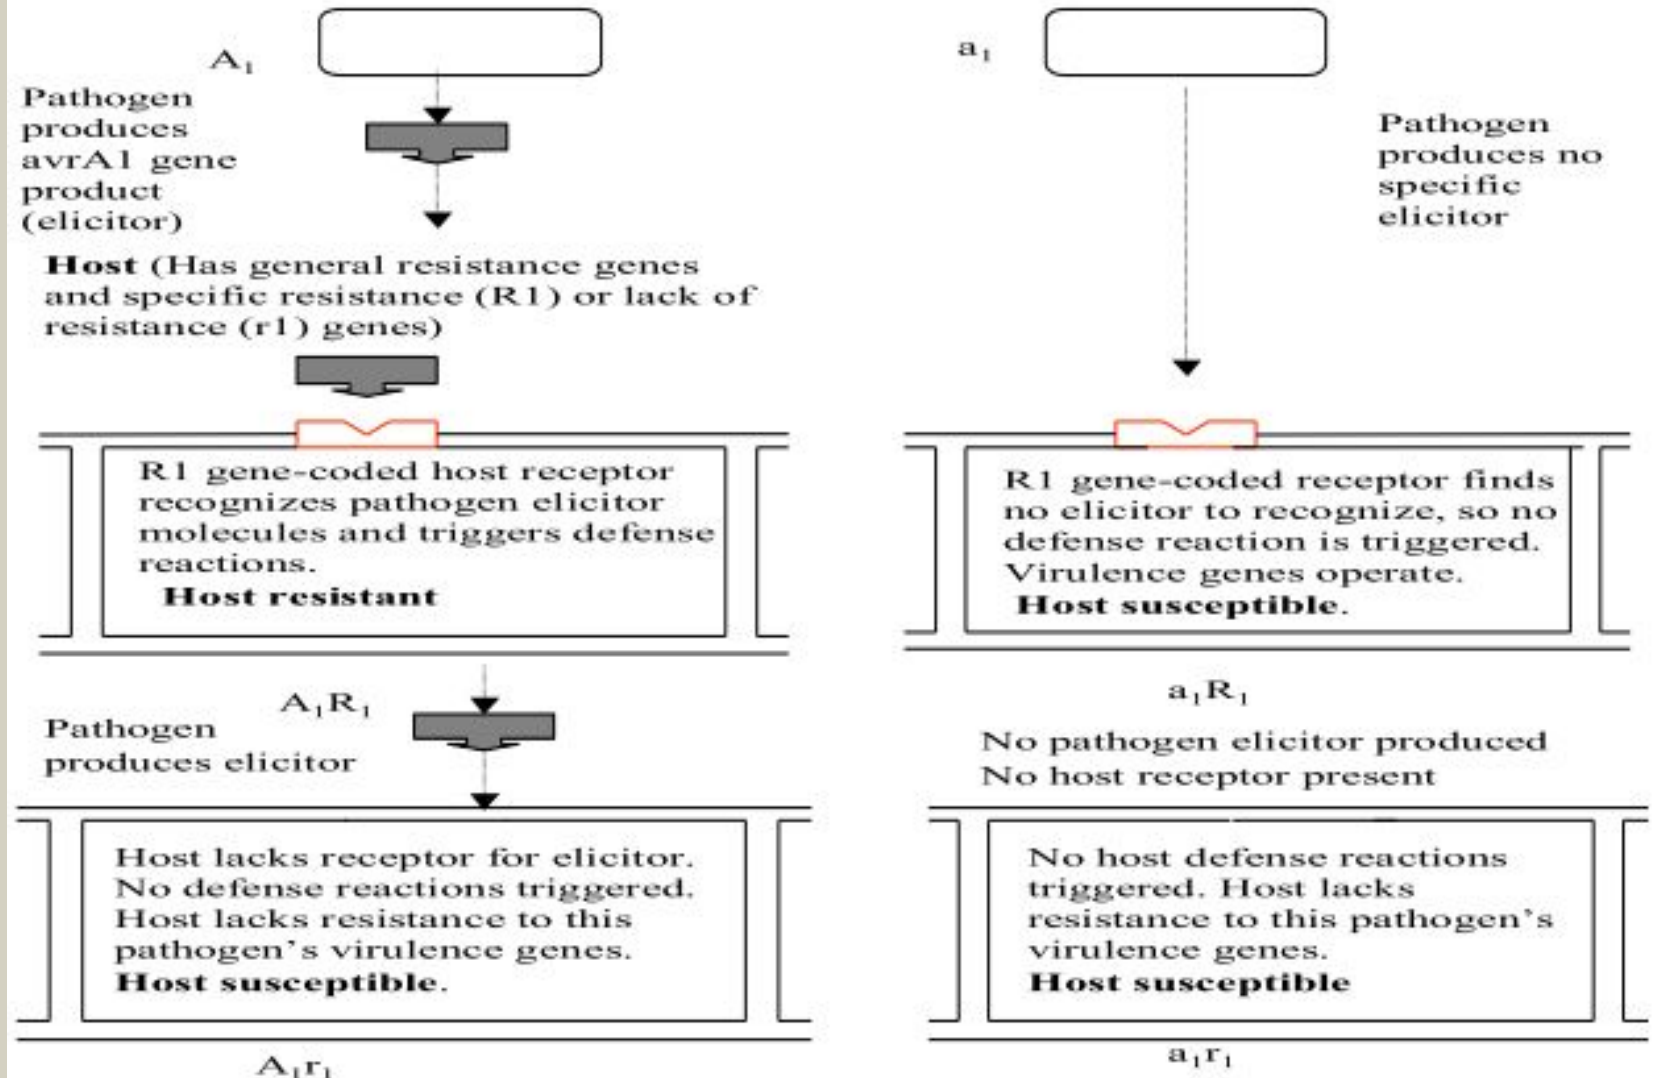 A₁
Pathogen
produces
avrA1 gene
product
(elicitor)
a₁
Pathogen
produces no
specific
elicitor
Host (Has general resistance genes
and specific resistance (R1) or lack of
resistance (r1) genes)
R1 gene-coded host receptor
recognizes pathogen elicitor
molecules and triggers defense
reactions.
Host resistant
R1 gene-coded receptor finds
no elicitor to recognize, so no
defense reaction is triggered.
Virulence genes operate.
Host susceptible.
A₁R₁
Pathogen
produces elicitor
a₁R₁
No pathogen elicitor produced
No host receptor present
Host lacks receptor for elicitor.
No defense reactions triggered.
Host lacks resistance to this
pathogen's virulence genes.
Host susceptible.
A₁r₁
No host defense reactions
triggered. Host lacks
resistance to this pathogen's
virulence genes.
Host susceptible
a₁r₁